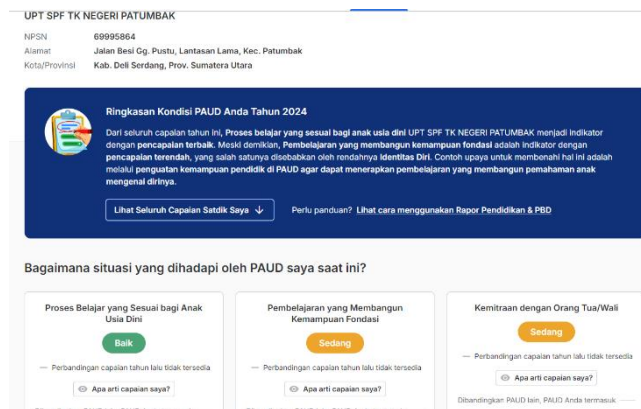 UPT SPF TK NEGERI PATUMBAK
NPSN 69995864
Alamat Jalan Besi Gg. Pustu, Lantasan Lama, Kec. Patumbak
Kota/Provinsi Kab. Deli Serdang, Prov. Sumatera Utara
Ringkasan Kondisi PAUD Anda Tahun 2024
Dari seluruh capaian tahun ini, Proses belajar yang sesuai bagi anak usia dini UPT SPF TK NEGERI PATUMBAK menjadi indikator
dengan pencapaian terbaik. Meski demikian, Pembelajaran yang membangun kemampuan fondasi adalah indikator dengan
pencapaian terendah, yang salah satunya disebabkan oleh rendahnya Identitas Diri. Contoh upaya untuk membenahi hal ini adalah
melalui penguatan kemampuan pendidik di PAUD agar dapat menerapkan pembelajaran yang membangun pemahaman anak
mengenai dirinya.
Lihat Seluruh Capaian Satdik Saya ↓ Perlu panduan? Lihat cara menggunakan Rapor Pendidikan & PBD
Bagaimana situasi yang dihadapi oleh PAUD saya saat ini?
Proses Belajar yang Sesuai bagi Anak
Usia Dini
Baik
— Perbandingan capaian tahun lalu tidak tersedia
Apa arti capaian saya?
Pembelajaran yang Membangun
Kemampuan Fondasi
Sedang
— Perbandingan capaian tahun lalu tidak tersedia
Apa arti capaian saya?
Kemitraan dengan Orang Tua/Wali
Sedang
— Perbandingan capaian tahun lalu tidak tersedia
Apa arti capaian saya?
Dibandingkan PAUD lain, PAUD Anda termasuk